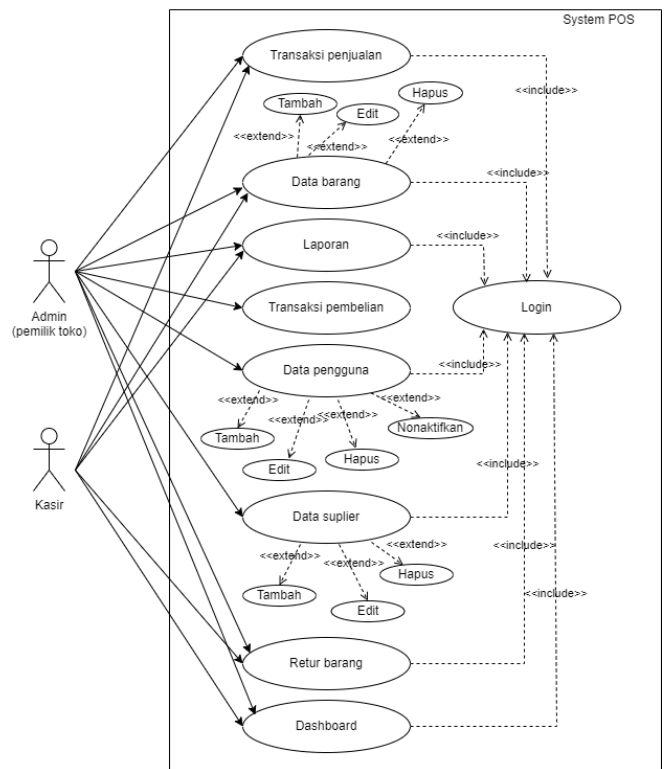 System POS
Transaksi penjualan
<<include>>
Hapus
Tambah
Edit
<<extend>>
<<extend>>
Data barang
<<include>>
<<include>>
Laporan
Admin
(pemilik toko)
Transaksi pembelian
Login
Data pengguna
<<include>>
<<extend>>
<<extend>>
<<extend>>
<<extend>>
Tambah
Nonaktifkan
Edit
Hapus
Kasir
<<include>>
Data suplier
<<include>>
<<extend>>
<<extend>>
<<extend>>
Hapus
Tambah
Edit
<<include>>
Retur barang
Dashboard